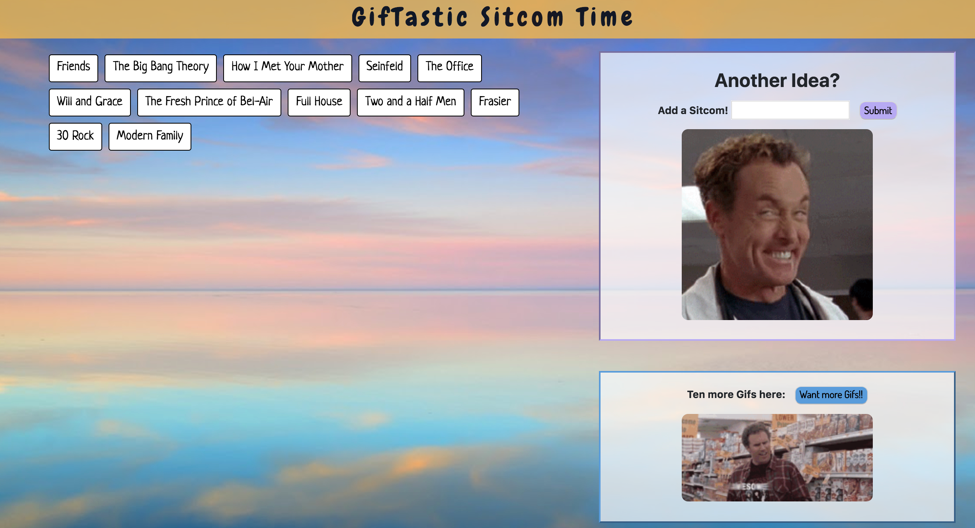 GifTastic Sitcom Time
Friends
The Big Bang Theory
How I Met Your Mother
Seinfeld
The Office
Will and Grace
The Fresh Prince of Bel-Air
Full House
Two and a Half Men
Frasier
30 Rock
Modern Family
Another Idea?
Add a Sitcom! Submit
Ten more Gifs here: Want more Gifs!!